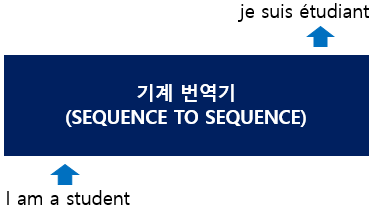 je suis étudiant
기계 번역기
(SEQUENCE TO SEQUENCE)
I am a student